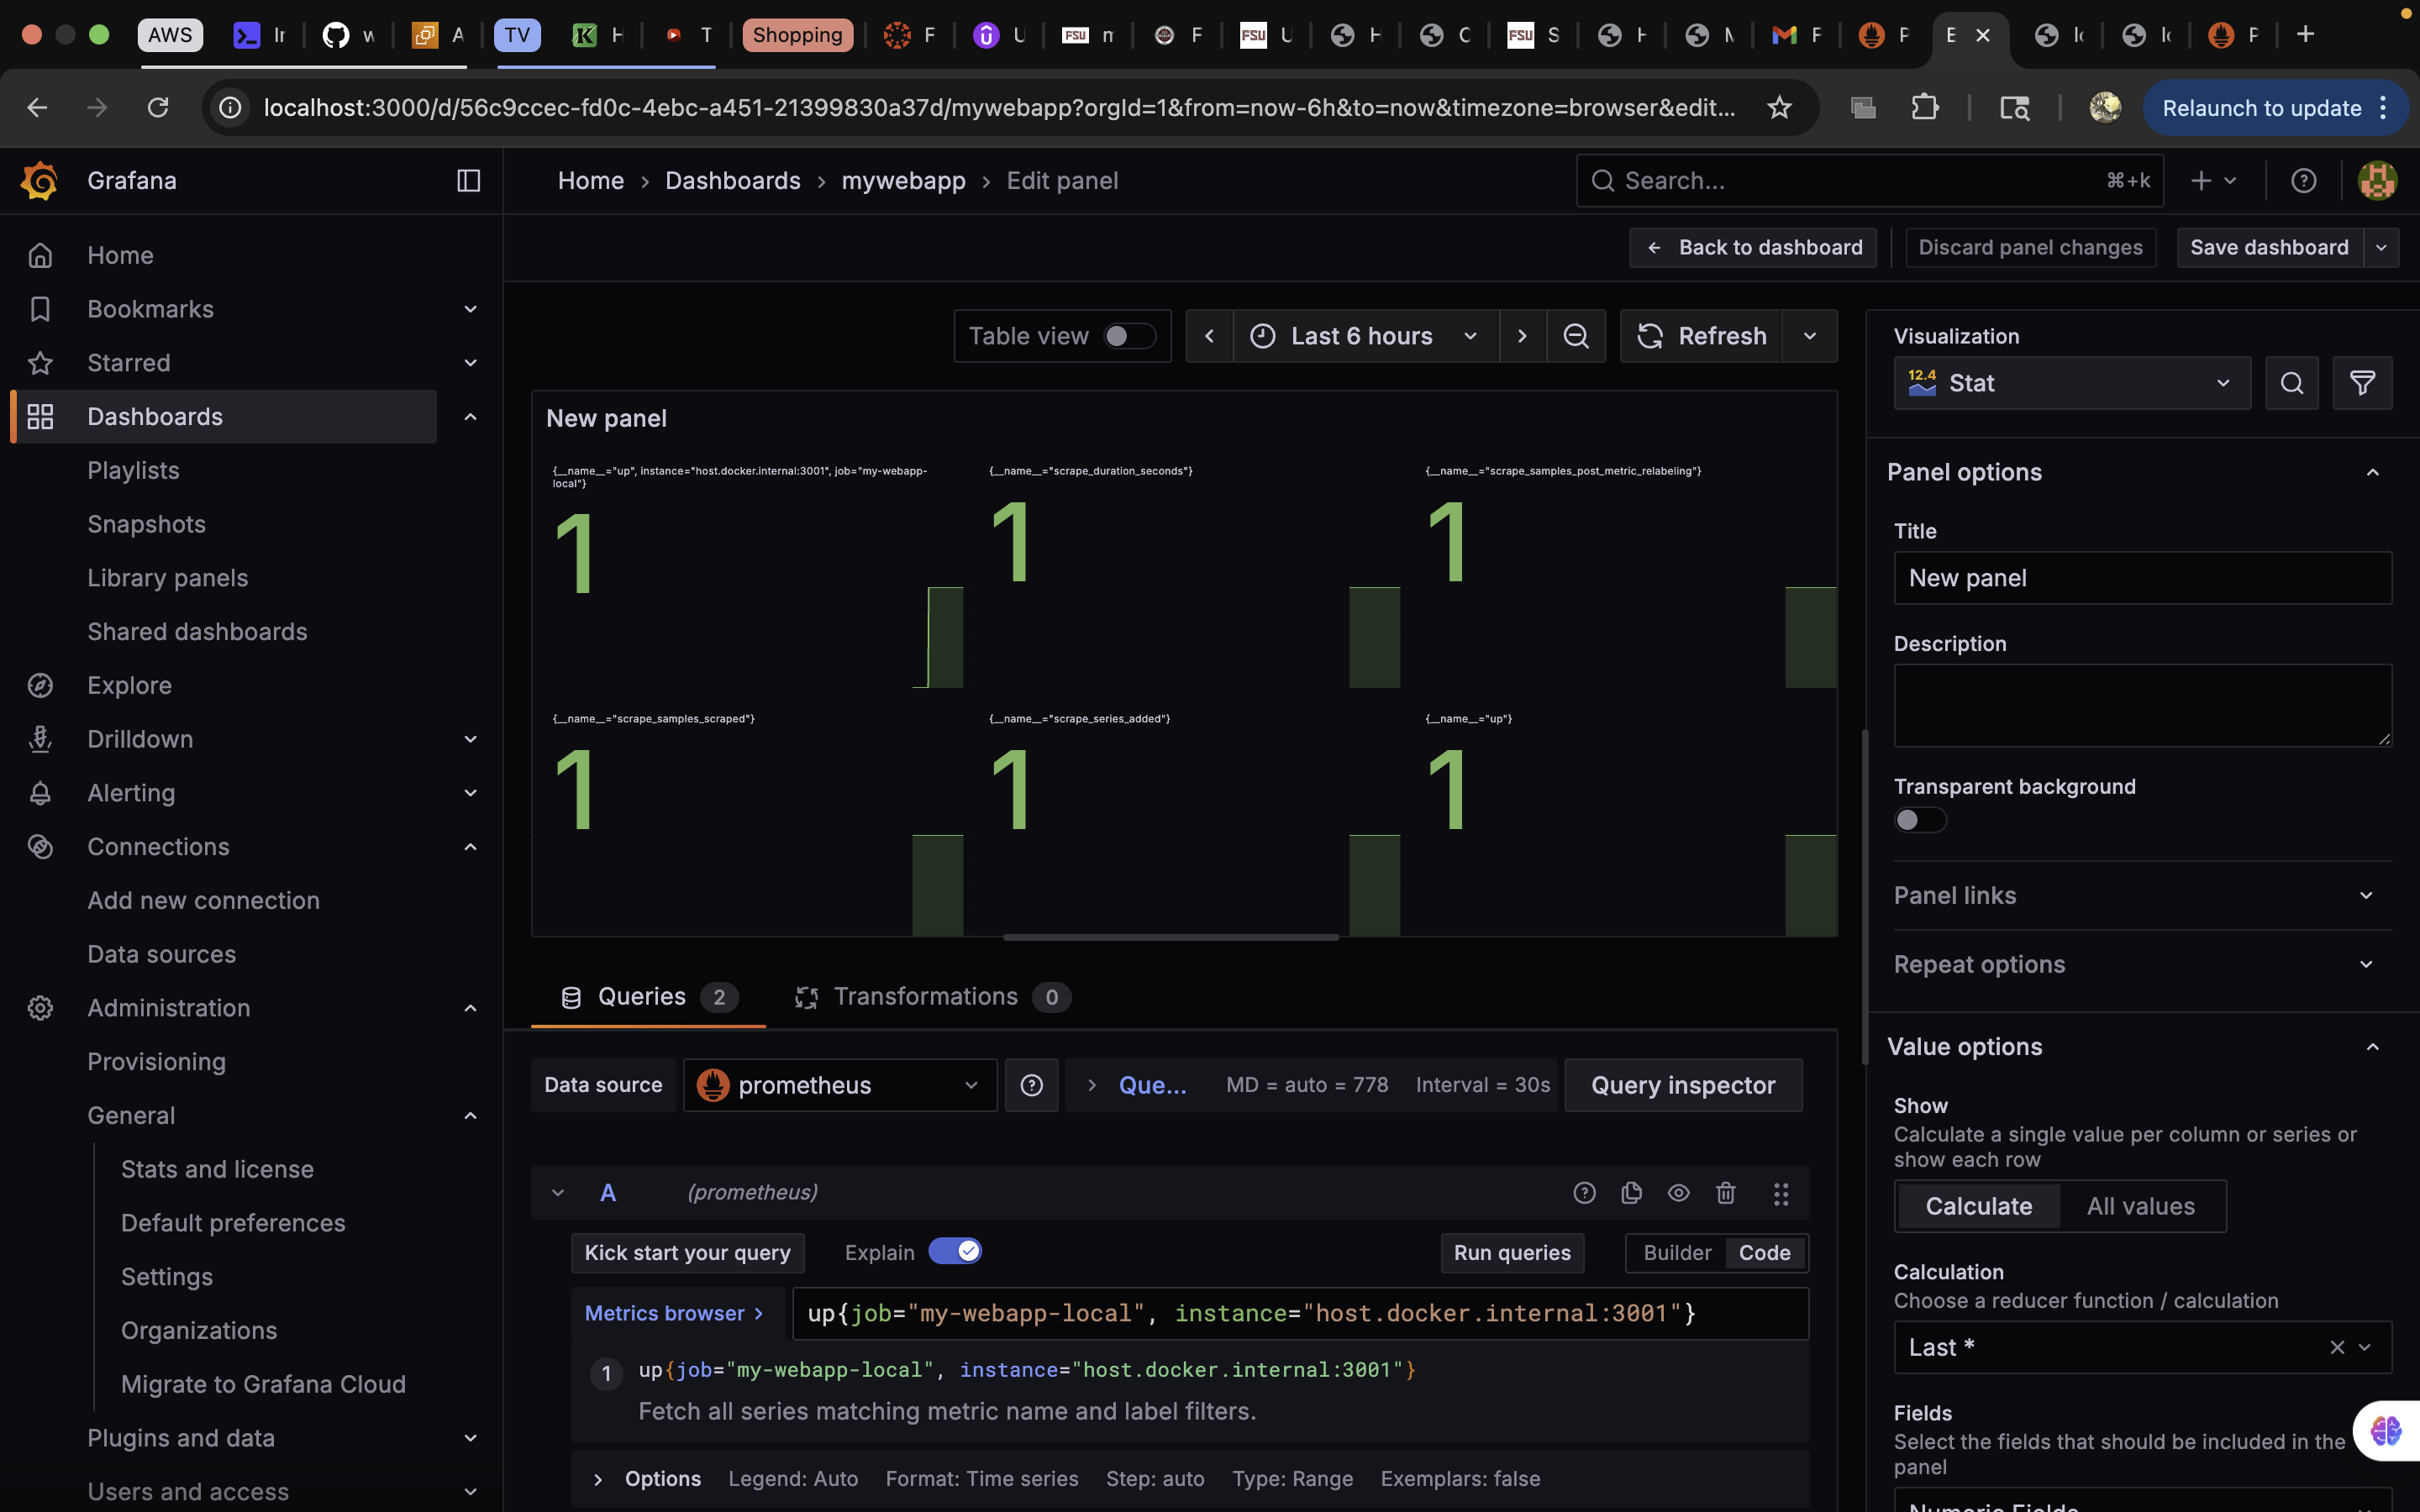 AWS
Ir
w
A
TV
H
T
Shopping
F
U
FSU
m
F
FSU
U
H
C
FSU
S
H
M
F
P
E
Ic
Ic
P
localhost:3000/d/56c9ccec-fd0c-4ebc-a451-21399830a37d/mywebapp?orgId=1&from=now-6h&to=now&timezone=browser&edit...
Relaunch to update
Grafana
Home › Dashboards › mywebapp › Edit panel
Search...
⌘+k
Back to dashboard
Discard panel changes
Save dashboard
Home
Bookmarks
Starred
Dashboards
Playlists
Snapshots
Library panels
Shared dashboards
Explore
Drilldown
Alerting
Connections
Add new connection
Data sources
Administration
Provisioning
General
Stats and license
Default preferences
Settings
Organizations
Migrate to Grafana Cloud
Plugins and data
Users and access
Table view
Last 6 hours
Refresh
New panel
{__name__="up", instance="host.docker.internal:3001", job="my-webapp-
local"}
1
{__name__="scrape_duration_seconds"}
1
{__name__="scrape_samples_post_metric_relabeling"}
1
{__name__="scrape_samples_scraped"}
1
{__name__="scrape_series_added"}
1
{__name__="up"}
1
Queries 2
Transformations 0
Data source
prometheus
Que...
MD = auto = 778
Interval = 30s
Query inspector
A
(prometheus)
Kick start your query
Explain
Run queries
Builder
Code
Metrics browser >
up{job="my-webapp-local", instance="host.docker.internal:3001"}
1
up{job="my-webapp-local", instance="host.docker.internal:3001"}
Fetch all series matching metric name and label filters.
Options
Legend: Auto
Format: Time series
Step: auto
Type: Range
Exemplars: false
Visualization
12.4
Stat
Panel options
Title
New panel
Description
Transparent background
Panel links
Repeat options
Value options
Show
Calculate a single value per column or series or
show each row
Calculate
All values
Calculation
Choose a reducer function / calculation
Last *
Fields
Select the fields that should be included in the
panel
Numeric Fields